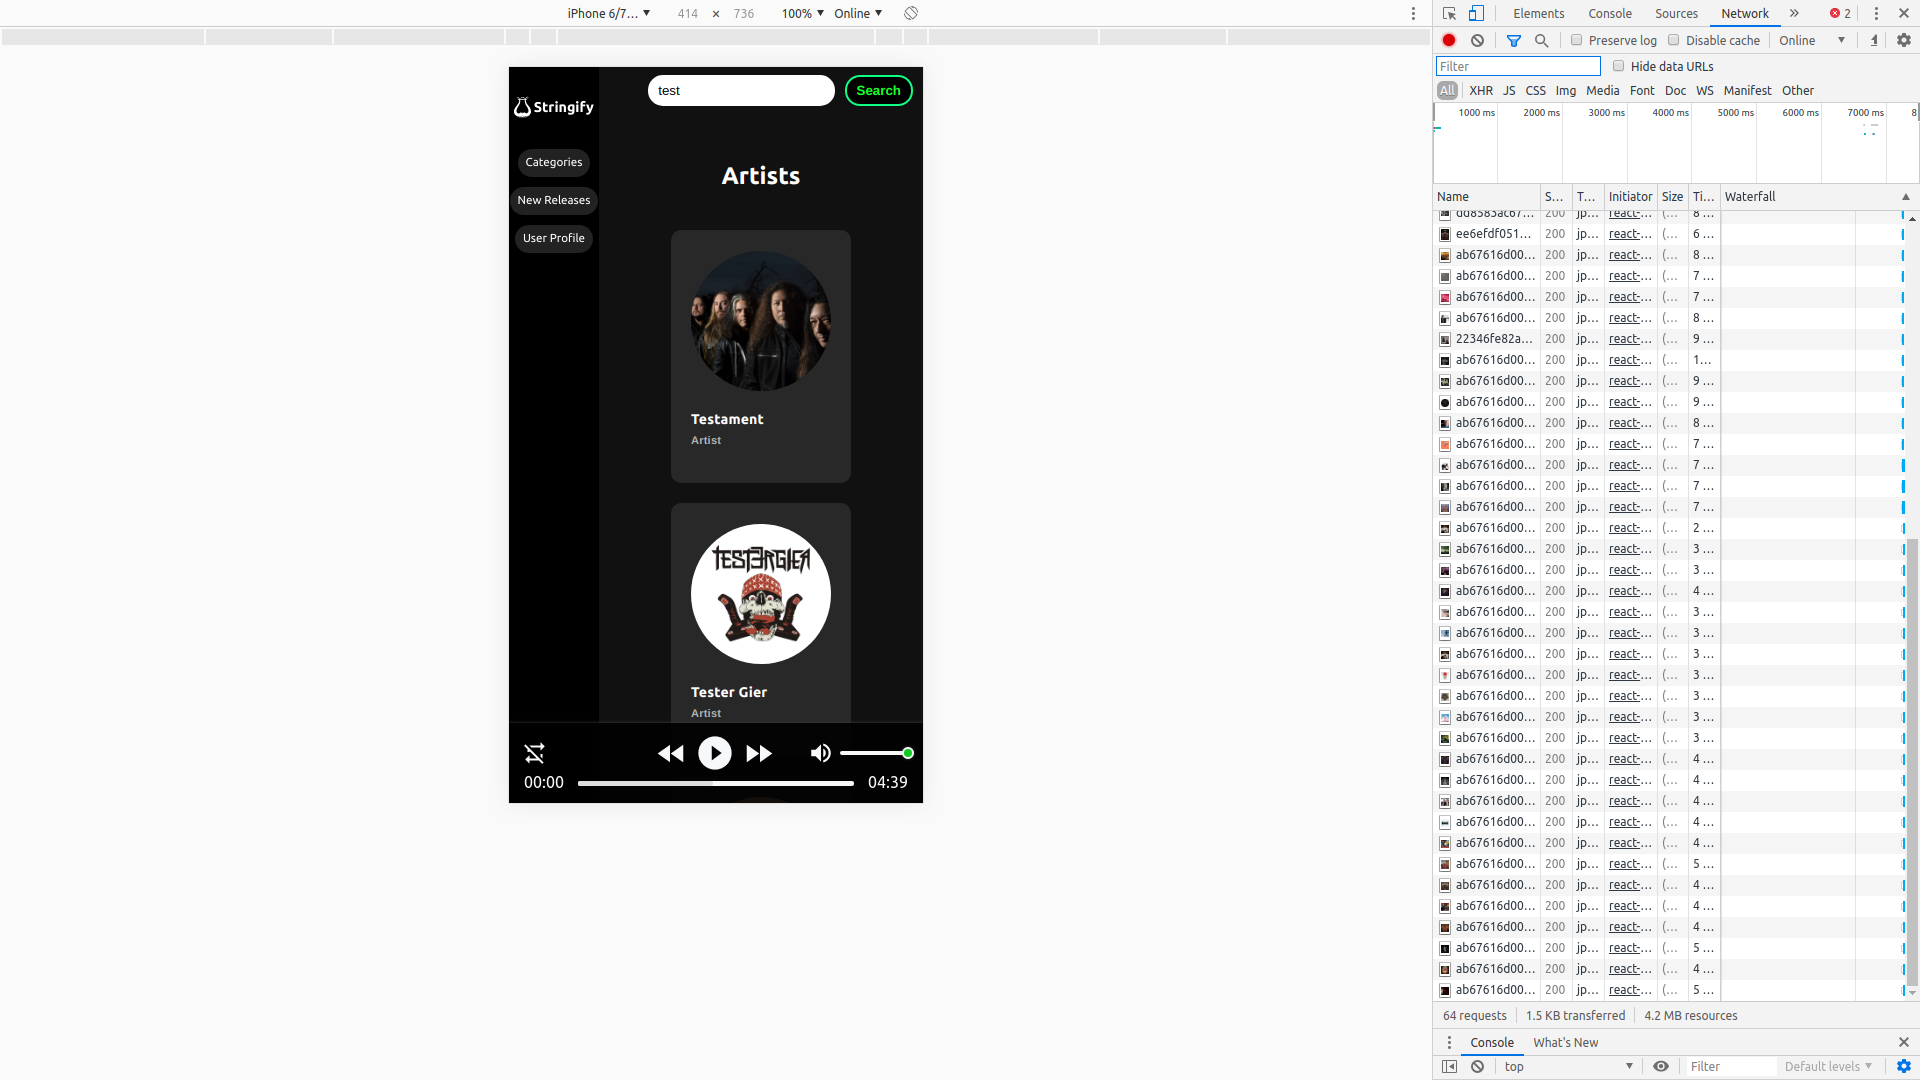 iPhone 6/7... ▼ 414 × 736 100% ▼ Online ▼
Elements Console Sources Network » 2
Preserve log Disable cache Online ▼
Filter Hide data URLs
All XHR JS CSS Img Media Font Doc WS Manifest Other
1000 ms 2000 ms 3000 ms 4000 ms 5000 ms 6000 ms 7000 ms 8
Name S... T... Initiator Size Ti... Waterfall
dd8583ac67... 200 jp... react-... (... 8 ...
ee6efdf051... 200 jp... react-... (... 6 ...
ab67616d00... 200 jp... react-... (... 8 ...
ab67616d00... 200 jp... react-... (... 7 ...
ab67616d00... 200 jp... react-... (... 7 ...
ab67616d00... 200 jp... react-... (... 8 ...
22346fe82a... 200 jp... react-... (... 9 ...
ab67616d00... 200 jp... react-... (... 1...
ab67616d00... 200 jp... react-... (... 9 ...
ab67616d00... 200 jp... react-... (... 9 ...
ab67616d00... 200 jp... react-... (... 8 ...
ab67616d00... 200 jp... react-... (... 7 ...
ab67616d00... 200 jp... react-... (... 7 ...
ab67616d00... 200 jp... react-... (... 7 ...
ab67616d00... 200 jp... react-... (... 7 ...
ab67616d00... 200 jp... react-... (... 2 ...
ab67616d00... 200 jp... react-... (... 3 ...
ab67616d00... 200 jp... react-... (... 3 ...
ab67616d00... 200 jp... react-... (... 4 ...
ab67616d00... 200 jp... react-... (... 3 ...
ab67616d00... 200 jp... react-... (... 3 ...
ab67616d00... 200 jp... react-... (... 3 ...
ab67616d00... 200 jp... react-... (... 3 ...
ab67616d00... 200 jp... react-... (... 3 ...
ab67616d00... 200 jp... react-... (... 3 ...
ab67616d00... 200 jp... react-... (... 3 ...
ab67616d00... 200 jp... react-... (... 4 ...
ab67616d00... 200 jp... react-... (... 4 ...
ab67616d00... 200 jp... react-... (... 4 ...
ab67616d00... 200 jp... react-... (... 4 ...
ab67616d00... 200 jp... react-... (... 4 ...
ab67616d00... 200 jp... react-... (... 5 ...
ab67616d00... 200 jp... react-... (... 4 ...
ab67616d00... 200 jp... react-... (... 4 ...
ab67616d00... 200 jp... react-... (... 4 ...
ab67616d00... 200 jp... react-... (... 5 ...
ab67616d00... 200 jp... react-... (... 4 ...
ab67616d00... 200 jp... react-... (... 5 ...
64 requests 1.5 KB transferred 4.2 MB resources
Console What's New
top ▼ Filter Default levels ▼
Stringify
test
Search
Categories
New Releases
User Profile
Artists
Testament
Artist
TESTERGIER
Tester Gier
Artist
00:00 04:39